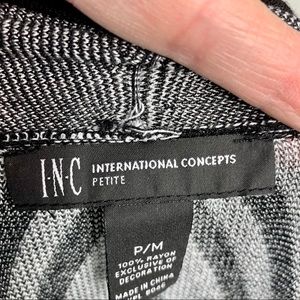 I·N·C INTERNATIONAL CONCEPTS
PETITE
P/M
100% RAYON
EXCLUSIVE OF
DECORATION
MADE IN CHINA